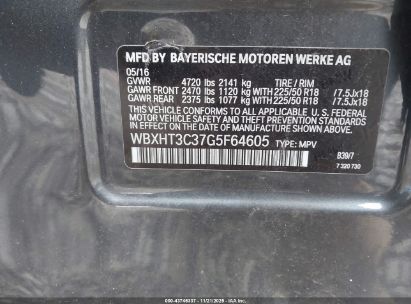 MFD BY BAYERISCHE MOTOREN WERKE AG
05/16
GVWR 4720 lbs 2141 kg TIRE / RIM
GAWR FRONT 2470 lbs 1120 kg WITH 225/50 R18 /7.5Jx18
GAWR REAR 2375 lbs 1077 kg WITH 225/50 R18 /7.5Jx18
THIS VEHICLE CONFORMS TO ALL APPLICABLE U.S. FEDERAL
MOTOR VEHICLE SAFETY, BUMPER, AND THEFT PREVENTION
STANDARDS IN EFFECT ON THE DATE OF MANUFACTURE SHOWN
ABOVE.
WBXHT3C37G5F64605 TYPE: MPV
B39/7
7 320 730